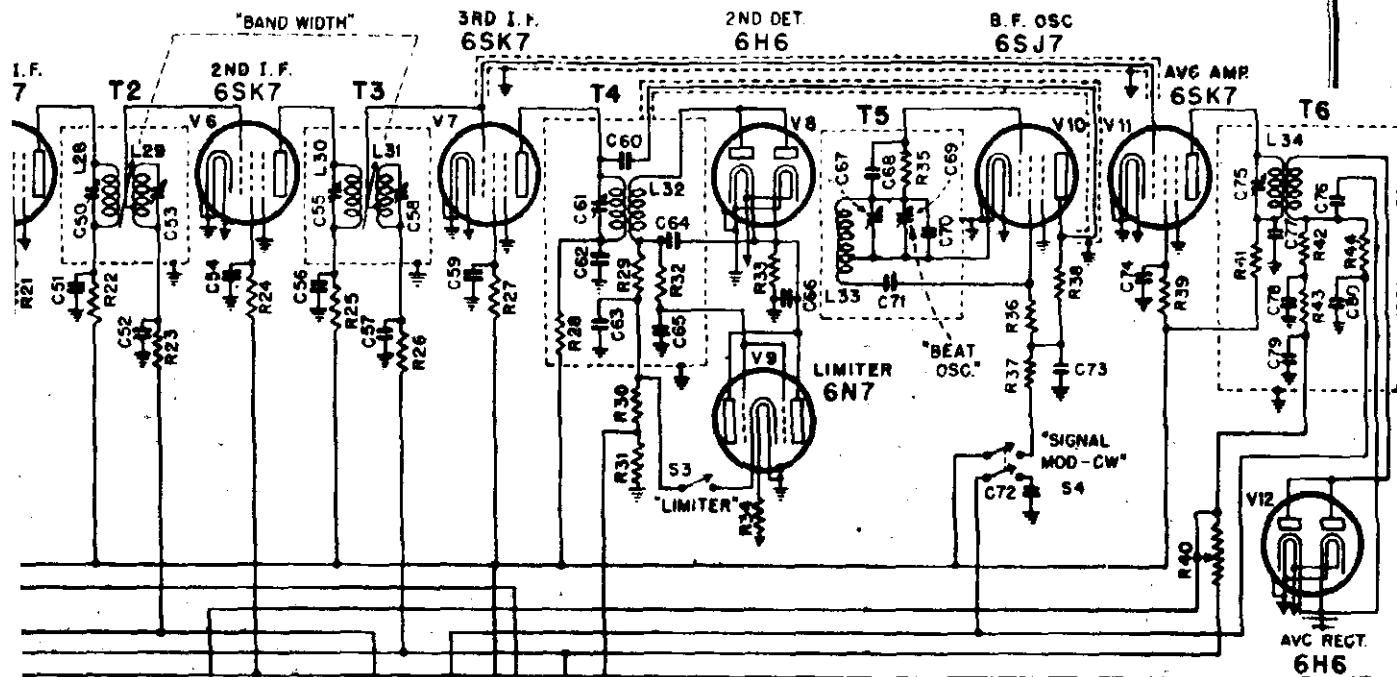 "BAND WIDTH"
3RD I.F.
6SK7
2ND DET.
6H6
B.F. OSC
6SJ7
I.F.
7
2ND I.F.
6SK7
AVC AMP.
6SK7
T2
T3
T4
T5
T6
V6
V7
V8
V10
V11
L28
L29
C50
C53
L30
L31
C55
C58
C60
C61
L32
C64
C62
C67
C68
R35
C69
C70
L34
C75
C76
C77
R42
R44
R41
R21
C51
R22
C54
R24
C56
R25
C59
R27
C52
R23
C57
R26
R28
R29
C63
R32
C65
R33
C66
L33
C71
R36
R38
C74
R39
C78
R43
C80
C79
V9
LIMITER
6N7
"BEAT
OSC."
R37
C73
R30
R31
S3
"LIMITER"
R34
"SIGNAL
MOD-CW"
C72
S4
R40
V12
AVC RECT.
6H6